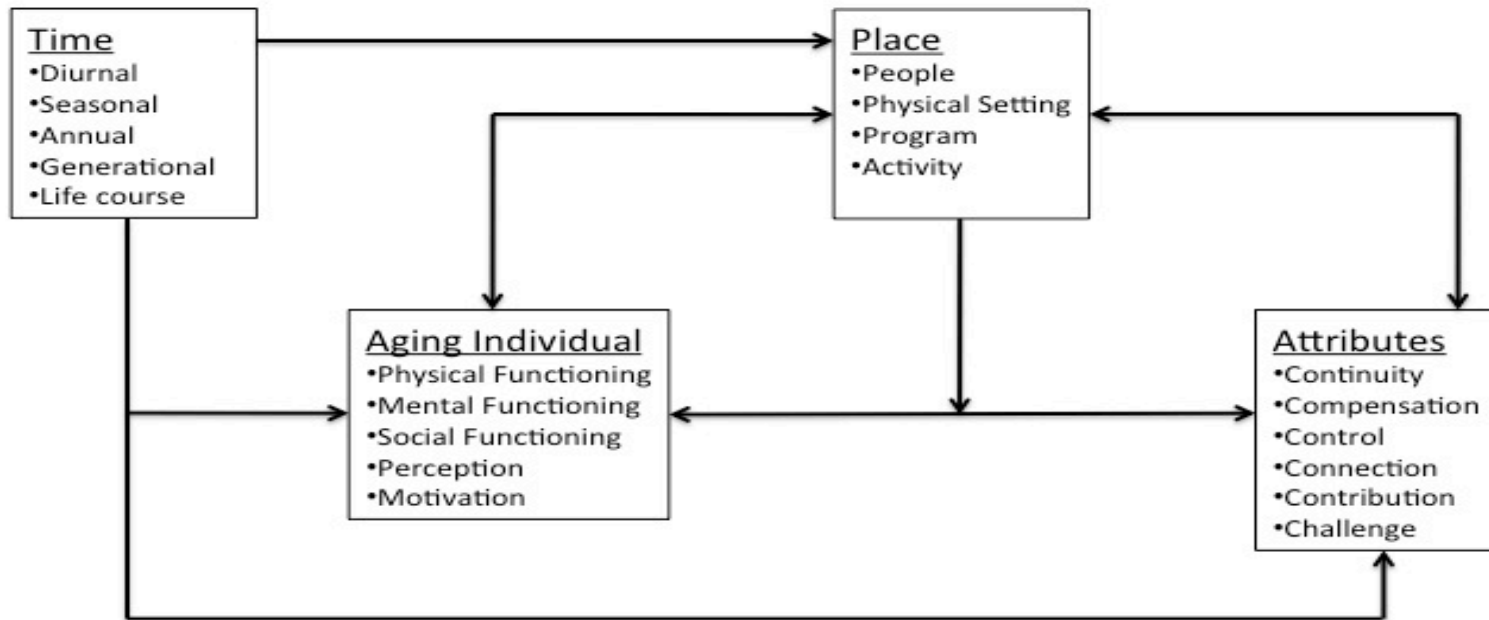 Time
•Diurnal
•Seasonal
•Annual
•Generational
•Life course
Place
•People
•Physical Setting
•Program
•Activity
Aging Individual
•Physical Functioning
•Mental Functioning
•Social Functioning
•Perception
•Motivation
Attributes
•Continuity
•Compensation
•Control
•Connection
•Contribution
•Challenge